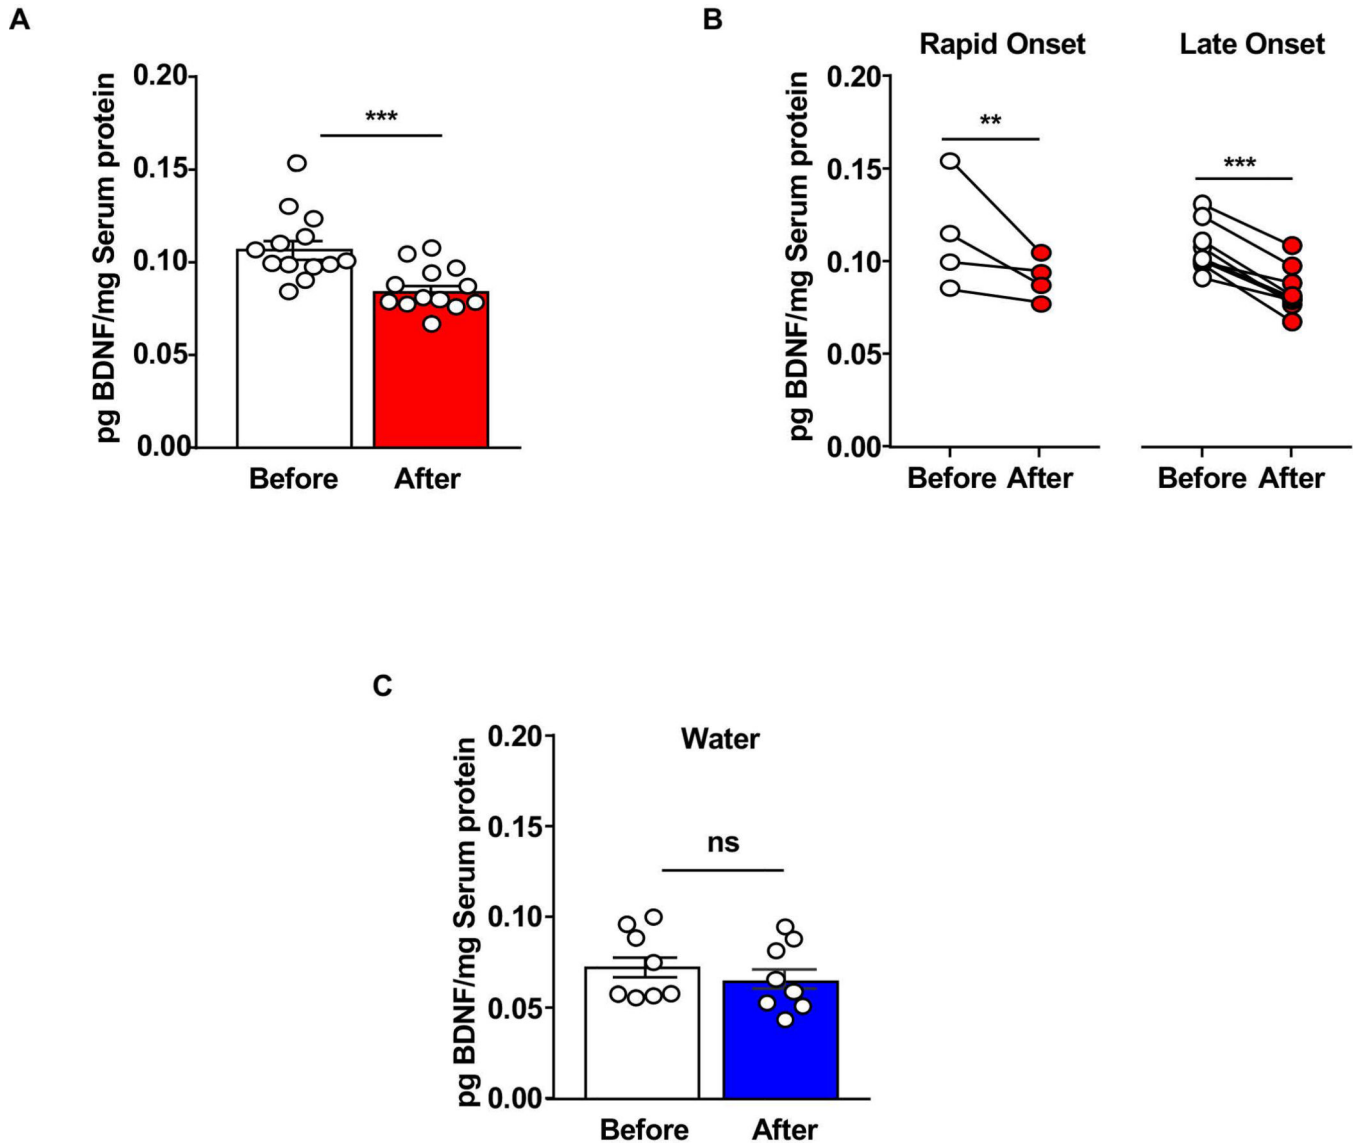 A
pg BDNF/mg Serum protein
0.20
0.15
0.10
0.05
0.00
***
Before After
B
Rapid Onset Late Onset
pg BDNF/mg Serum protein
0.20
0.15
0.10
0.05
0.00
**
***
Before After Before After
C
Water
pg BDNF/mg Serum protein
0.20
0.15
0.10
0.05
0.00
ns
Before After